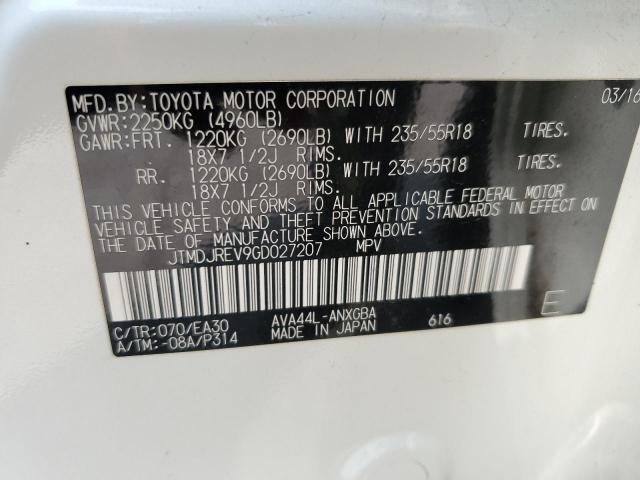 MFD.BY:TOYOTA MOTOR CORPORATION 03/16
GVWR:2250KG (4960LB)
GAWR:FRT. 1220KG (2690LB) WITH 235/55R18 TIRES.
18X7 1/2J RIMS.
RR. 1220KG (2690LB) WITH 235/55R18 TIRES.
18X7 1/2J RIMS.
THIS VEHICLE CONFORMS TO ALL APPLICABLE FEDERAL MOTOR
VEHICLE SAFETY AND THEFT PREVENTION STANDARDS IN EFFECT ON
THE DATE OF MANUFACTURE SHOWN ABOVE.
JTMDJREV9GD027207 MPV
C/TR:070/EA30 AVA44L-ANXGBA 616 E
A/TM:-08A/P314 MADE IN JAPAN